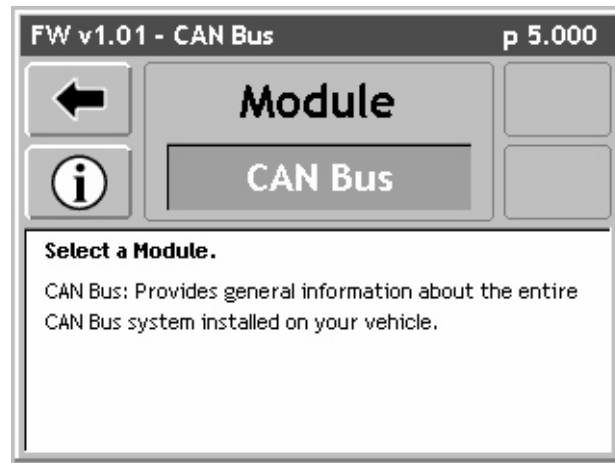 FW v1.01 - CAN Bus p 5.000
Module
CAN Bus
Select a Module.
CAN Bus: Provides general information about the entire
CAN Bus system installed on your vehicle.